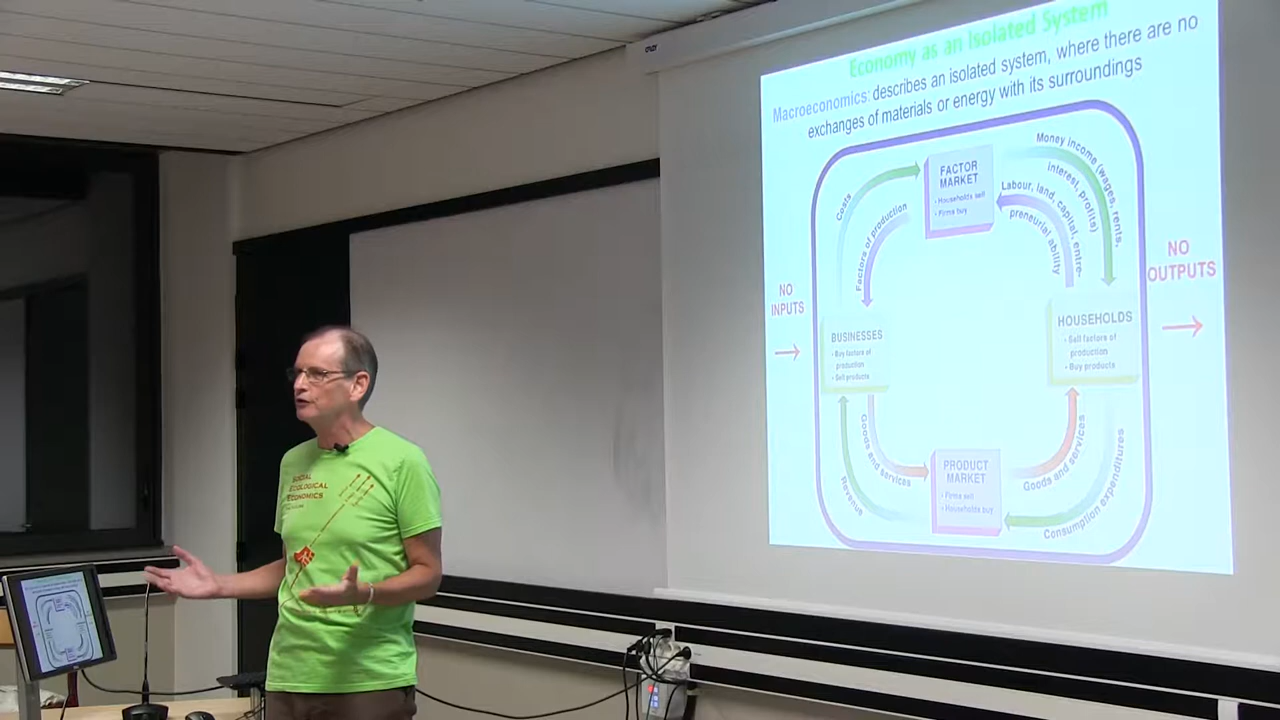 Economy as an Isolated System
Macroeconomics: describes an isolated system, where there are no
exchanges of materials or energy with its surroundings
FACTOR
MARKET
• Households sell
• Firms buy
Costs
Factors of production
Money income (wages, rents,
interest, profits)
Labour, land, capital, entre-
preneurial ability
NO
INPUTS
NO
OUTPUTS
BUSINESSES
• Buy factors of
production
• Sell products
HOUSEHOLDS
• Sell factors of
production
• Buy products
Goods and services
Revenue
PRODUCT
MARKET
• Firms sell
• Households buy
Goods and services
Consumption expenditures
SOCIAL
ECOLOGICAL
ECONOMICS